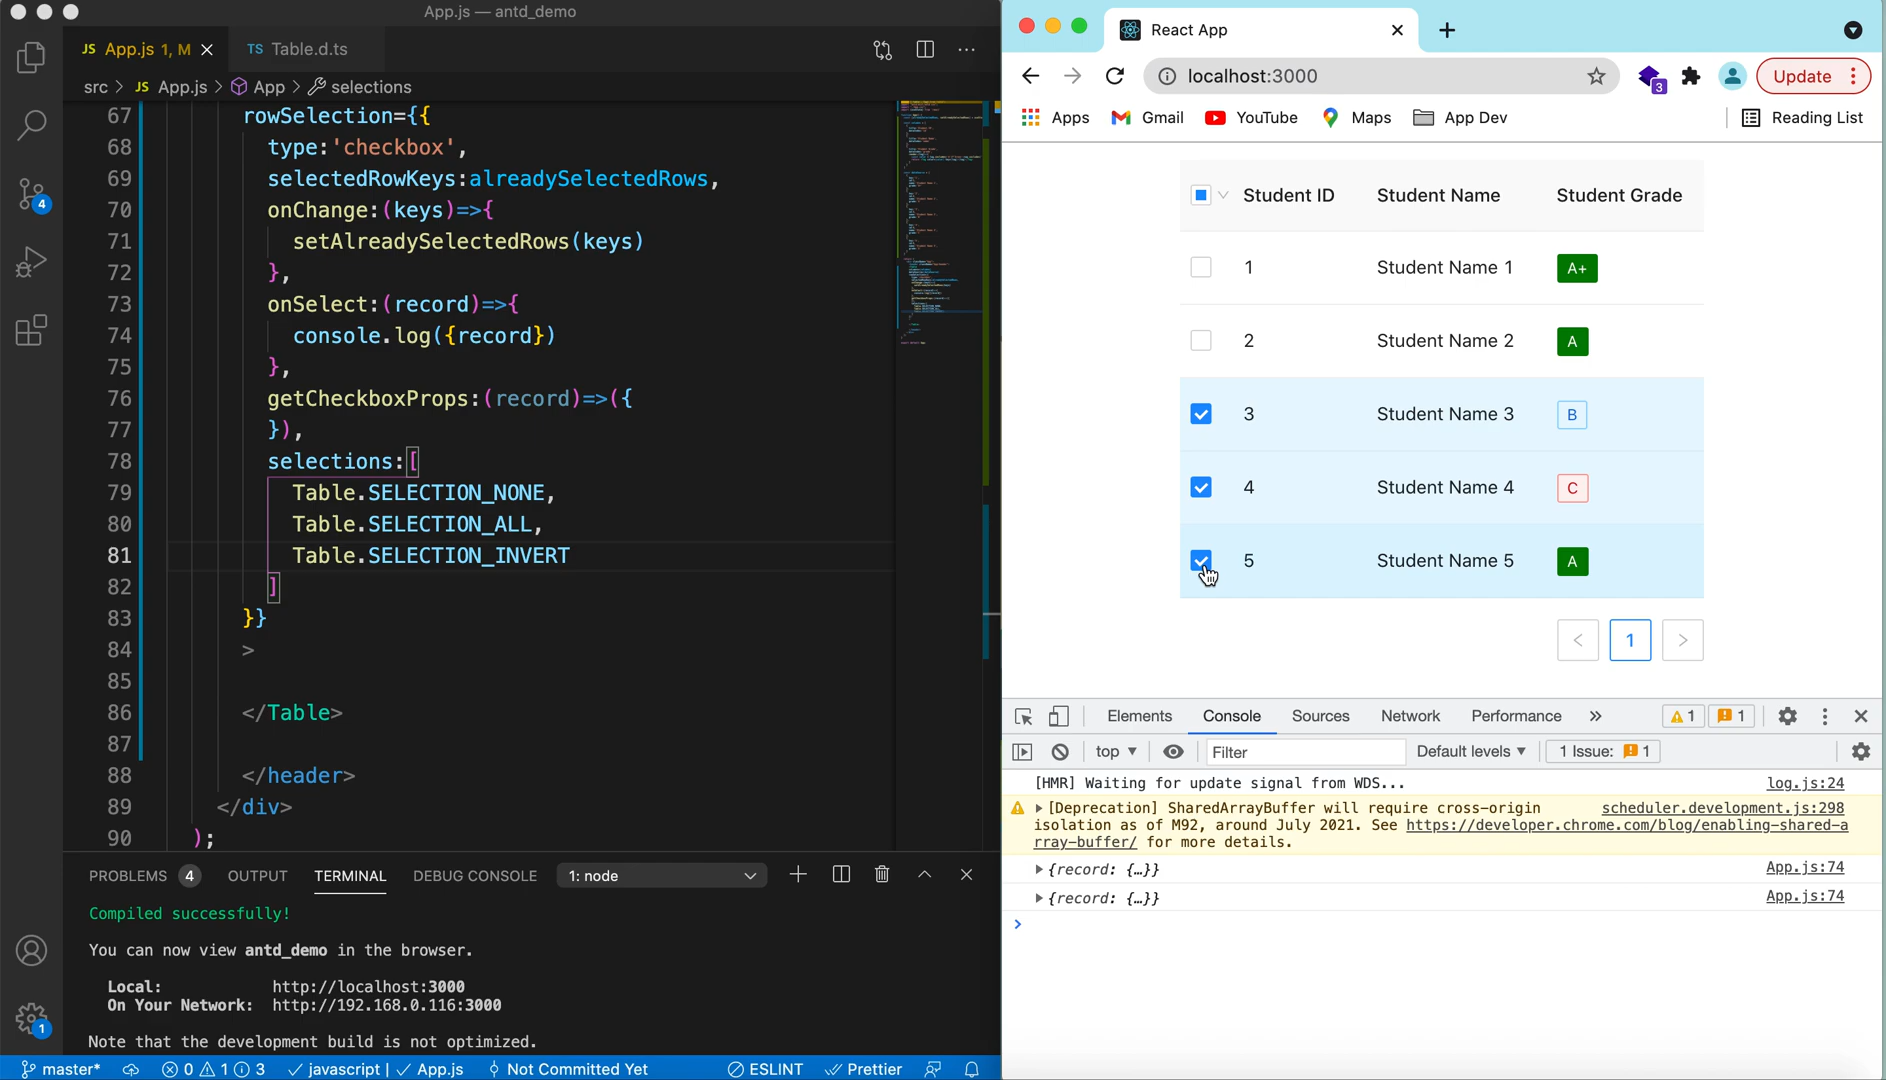 App.js — antd_demo
JS App.js 1, M
TS Table.d.ts
src > JS App.js > App > selections
67 rowSelection={{
68 type:'checkbox',
69 selectedRowKeys:alreadySelectedRows,
70 onChange:(keys)=>{
71 setAlreadySelectedRows(keys)
72 },
73 onSelect:(record)=>{
74 console.log({record})
75 },
76 getCheckboxProps:(record)=>({
77 }),
78 selections:[
79 Table.SELECTION_NONE,
80 Table.SELECTION_ALL,
81 Table.SELECTION_INVERT
82 ]
83 }}
84 >
85
86 </Table>
87
88 </header>
89 </div>
90 );
4
1
PROBLEMS 4 OUTPUT TERMINAL DEBUG CONSOLE 1: node
Compiled successfully!
You can now view antd_demo in the browser.
Local: http://localhost:3000
On Your Network: http://192.168.0.116:3000
Note that the development build is not optimized.
master* 0 1 3 javascript | App.js Not Committed Yet ESLINT Prettier
React App
localhost:3000
3
Update
Apps Gmail YouTube Maps App Dev Reading List
Student ID Student Name Student Grade
1 Student Name 1 A+
2 Student Name 2 A
3 Student Name 3 B
4 Student Name 4 C
5 Student Name 5 A
< 1 >
Elements Console Sources Network Performance » 1 1
top Filter Default levels 1 Issue: 1
[HMR] Waiting for update signal from WDS... log.js:24
[Deprecation] SharedArrayBuffer will require cross-origin scheduler.development.js:298
isolation as of M92, around July 2021. See https://developer.chrome.com/blog/enabling-shared-a
rray-buffer/ for more details.
{record: {…}} App.js:74
{record: {…}} App.js:74